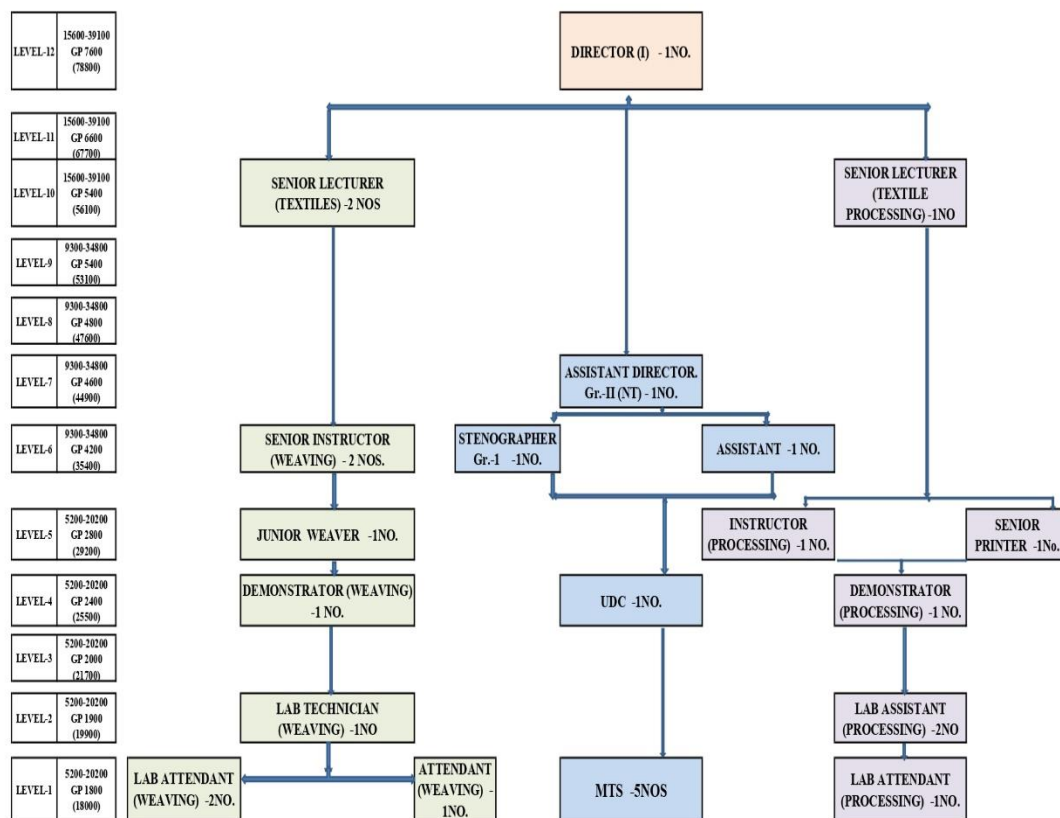 LEVEL-12
15600-39100
GP 7600
(78800)
DIRECTOR (I) - 1NO.
LEVEL-11
15600-39100
GP 6600
(67700)
LEVEL-10
15600-39100
GP 5400
(56100)
SENIOR LECTURER
(TEXTILES) -2 NOS
SENIOR LECTURER
(TEXTILE
PROCESSING) -1NO
LEVEL-9
9300-34800
GP 5400
(53100)
LEVEL-8
9300-34800
GP 4800
(47600)
LEVEL-7
9300-34800
GP 4600
(44900)
ASSISTANT DIRECTOR.
Gr.-II (NT) - 1NO.
LEVEL-6
9300-34800
GP 4200
(35400)
SENIOR INSTRUCTOR
(WEAVING) - 2 NOS.
STENOGRAPHER
Gr.-1 -1NO.
ASSISTANT -1 NO.
LEVEL-5
5200-20200
GP 2800
(29200)
JUNIOR WEAVER -1NO.
INSTRUCTOR
(PROCESSING) -1 NO.
SENIOR
PRINTER -1No.
LEVEL-4
5200-20200
GP 2400
(25500)
DEMONSTRATOR (WEAVING)
-1 NO.
UDC -1NO.
DEMONSTRATOR
(PROCESSING) -1 NO.
LEVEL-3
5200-20200
GP 2000
(21700)
LEVEL-2
5200-20200
GP 1900
(19900)
LAB TECHNICIAN
(WEAVING) -1NO
LAB ASSISTANT
(PROCESSING) -2NO
LEVEL-1
5200-20200
GP 1800
(18000)
LAB ATTENDANT
(WEAVING) -2NO.
ATTENDANT
(WEAVING) -
1NO.
MTS -5NOS
LAB ATTENDANT
(PROCESSING) -1NO.